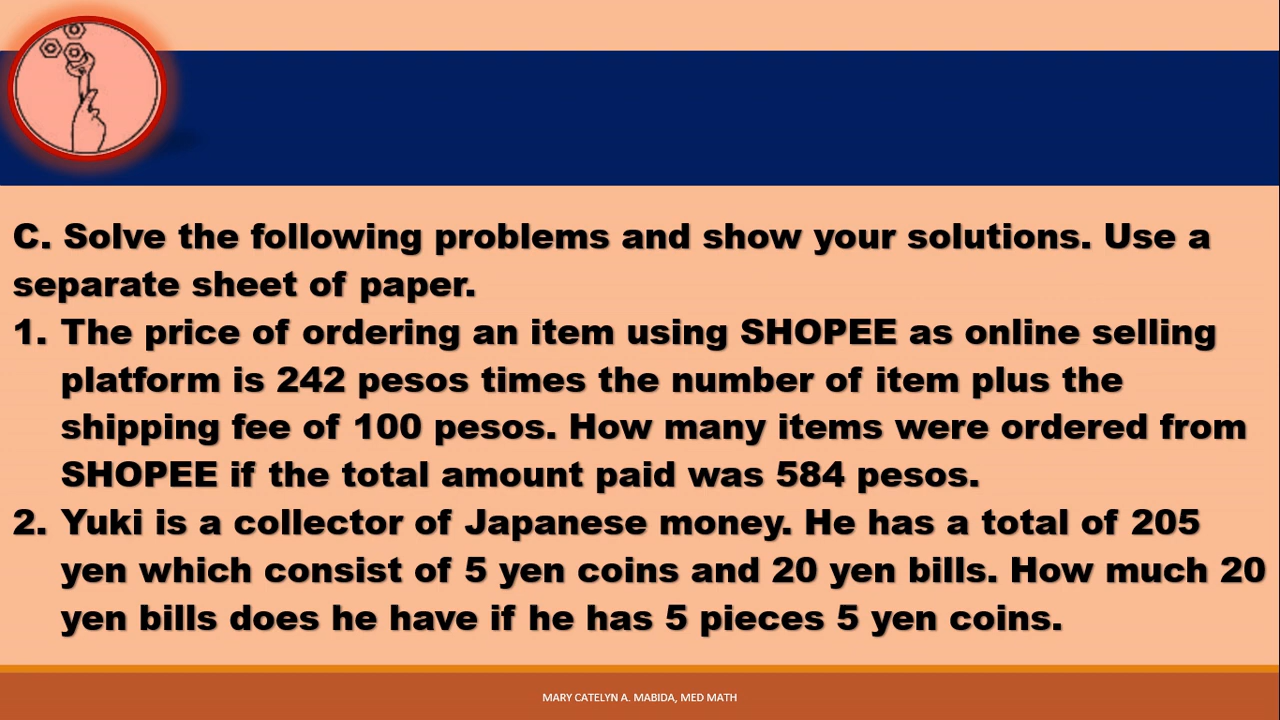 C. Solve the following problems and show your solutions. Use a
separate sheet of paper.
1. The price of ordering an item using SHOPEE as online selling
platform is 242 pesos times the number of item plus the
shipping fee of 100 pesos. How many items were ordered from
SHOPEE if the total amount paid was 584 pesos.
2. Yuki is a collector of Japanese money. He has a total of 205
yen which consist of 5 yen coins and 20 yen bills. How much 20
yen bills does he have if he has 5 pieces 5 yen coins.
MARY CATELYN A. MABIDA, MED MATH